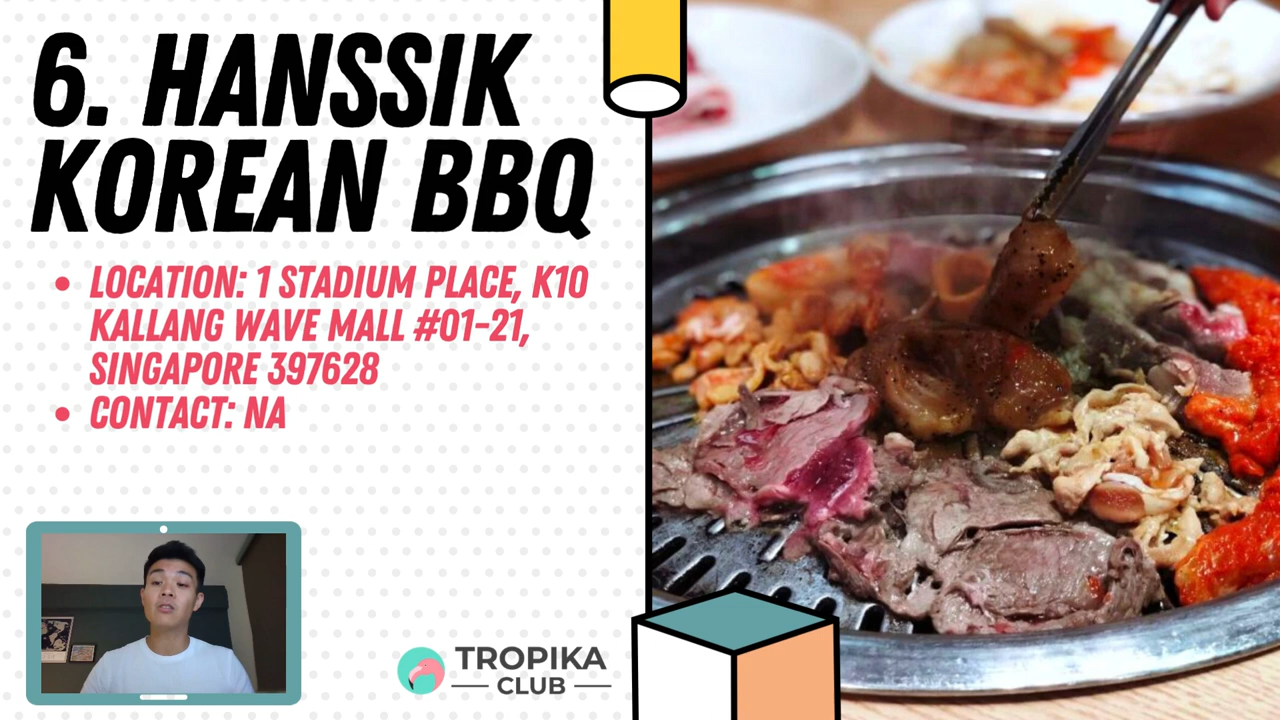 6. HANSSIK
KOREAN BBQ
• LOCATION: 1 STADIUM PLACE, K10
KALLANG WAVE MALL #01-21,
SINGAPORE 397628
• CONTACT: NA
TROPIKA
CLUB